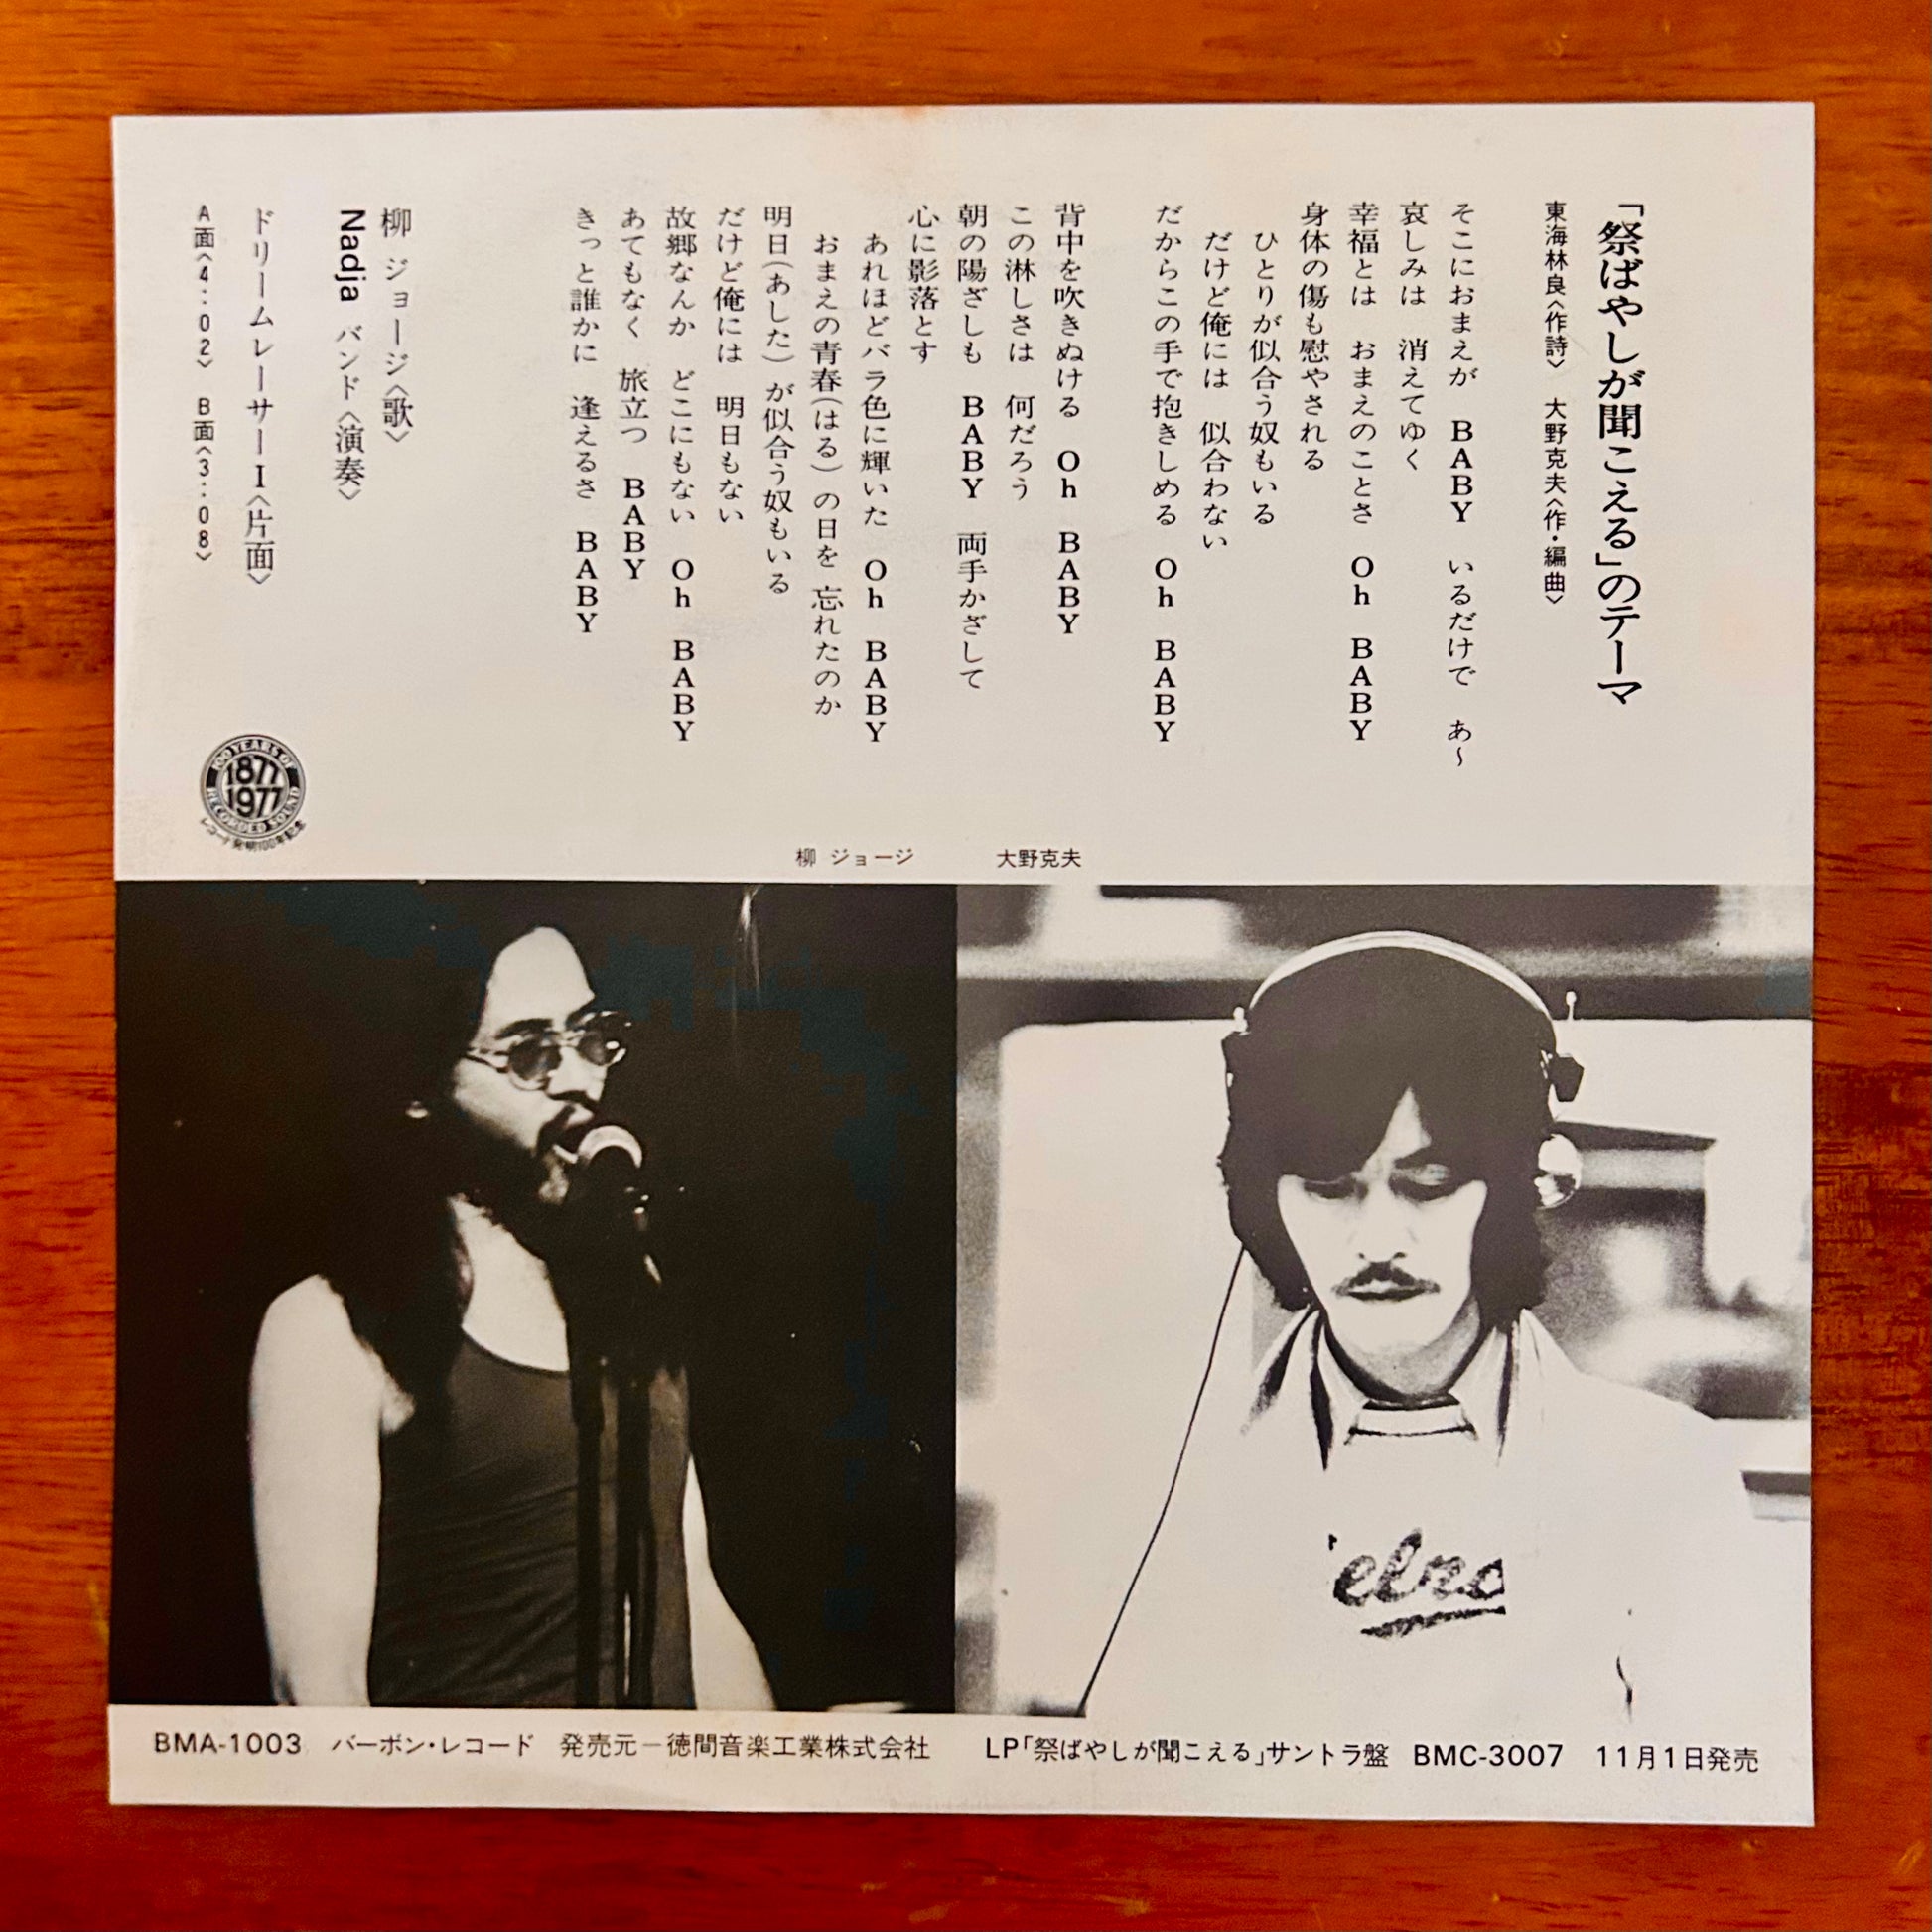 「祭ばやしが聞こえる」のテーマ
東海林良〈作詩〉 大野克夫〈作・編曲〉
そこにおまえが BABY いるだけで あ〜
哀しみは 消えてゆく
幸福とは おまえのことさ Oh BABY
身体の傷も慰やされる
ひとりが似合う奴もいる
だけど俺には 似合わない
だからこの手で抱きしめる Oh BABY
背中を吹きぬける Oh BABY
この淋しさは 何だろう
朝の陽ざしも BABY 両手かざして
心に影落とす
あれほどバラ色に輝いた Oh BABY
おまえの青春(はる)の日を 忘れたのか
明日(あした)が似合う奴もいる
だけど俺には 明日もない
故郷なんか どこにもない Oh BABY
あてもなく 旅立つ BABY
きっと誰かに 逢えるさ BABY
柳 ジョージ〈歌〉
Nadja バンド〈演奏〉
ドリームレーサーI〈片面〉
A面〈4:02〉 B面〈3:08〉
100 YEARS OF
1877
1977
RECORDED SOUND
レコード発明100年記念
柳 ジョージ
大野克夫
elro
BMA-1003 バーボン・レコード 発売元－徳間音楽工業株式会社
LP「祭ばやしが聞こえる」サントラ盤 BMC-3007 11月1日発売